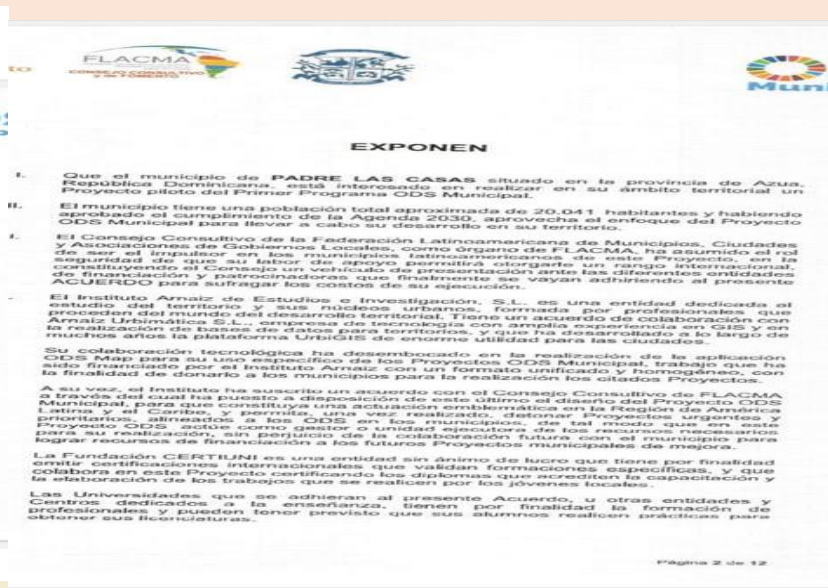 FLACMA
CONSEJO CONSULTIVO
y de FOMENTO
Muni
EXPONEN
I. Que el municipio de PADRE LAS CASAS situado en la provincia de Azua,
República Dominicana, está interesado en realizar en su ámbito territorial un
Proyecto piloto del Primer Programa ODS Municipal.
II. El municipio tiene una población total aproximada de 20.041 habitantes y habiendo
aprobado el cumplimiento de la Agenda 2030, aprovecha el enfoque del Proyecto
ODS Municipal para llevar a cabo su desarrollo en su territorio.
El Consejo Consultivo de la Federación Latinoamericana de Municipios, Ciudades
y Asociaciones de Gobiernos Locales, como órgano de FLACMA, ha asumido el rol
de ser el impulsor en los municipios latinoamericanos de este Proyecto, en la
seguridad de que su labor de apoyo permitirá otorgarle un rango internacional,
constituyendo el Consejo un vehículo de presentación ante las diferentes entidades
de financiación y patrocinadoras que finalmente se vayan adhiriendo al presente
ACUERDO para sufragar los costos de su ejecución.
El Instituto Arnaiz de Estudios e Investigación, S.L. es una entidad dedicada al
estudio del territorio y sus núcleos urbanos, formada por profesionales que
proceden del mundo del desarrollo territorial. Tiene un acuerdo de colaboración con
Arnaiz Urbimática S.L., empresa de tecnología con amplia experiencia en GIS y en
la realización de bases de datos para territorios, y que ha desarrollado a lo largo de
muchos años la plataforma UrbiGIS de enorme utilidad para las ciudades.
Su colaboración tecnológica ha desembocado en la realización de la aplicación
ODS Map para su uso específico de los Proyectos ODS Municipal, trabajo que ha
sido financiado por el Instituto Arnaiz con un formato unificado y homogéneo, con
la finalidad de donarlo a los municipios para la realización los citados Proyectos.
A su vez, el Instituto ha suscrito un acuerdo con el Consejo Consultivo de FLACMA
a través del cual ha puesto a disposición de este último el diseño del Proyecto ODS
Municipal, para que constituya una actuación emblemática en la Región de América
Latina y el Caribe, y permita, una vez realizado, detonar Proyectos urgentes y
prioritarios, alineados a los ODS en los municipios, de tal modo que en este
Proyecto ODS actúe como gestor o unidad ejecutora de los recursos necesarios
para su realización, sin perjuicio de la colaboración futura con el municipio para
lograr recursos de financiación a los futuros Proyectos municipales de mejora.
La Fundación CERTIUNI es una entidad sin ánimo de lucro que tiene por finalidad
emitir certificaciones internacionales que validan formaciones específicas, y que
colabora en este Proyecto certificando los diplomas que acrediten la capacitación y
la elaboración de los trabajos que se realicen por los jóvenes locales.
Las Universidades que se adhieran al presente Acuerdo, u otras entidades y
Centros dedicados a la enseñanza, tienen por finalidad la formación de
profesionales y pueden tener previsto que sus alumnos realicen prácticas para
obtener sus licenciaturas.
Página 2 de 12